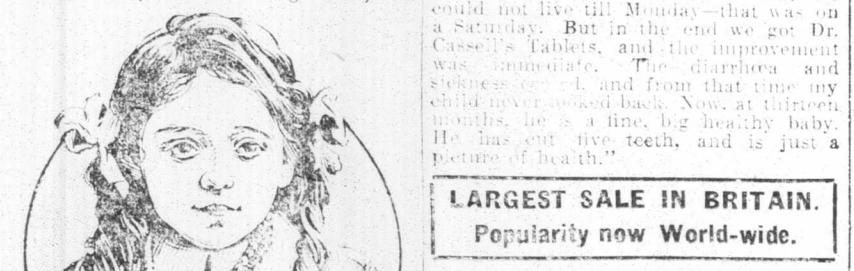 could not live till Monday—that was on
a Saturday. But in the end we got Dr.
Cassell's Tablets, and the improvement
was immediate. The diarrhœa and
sickness ceased, and from that time my
child never looked back. Now, at thirteen
months, he is a fine, big healthy baby.
He has cut five teeth, and is just a
picture of health."
LARGEST SALE IN BRITAIN.
Popularity now World-wide.